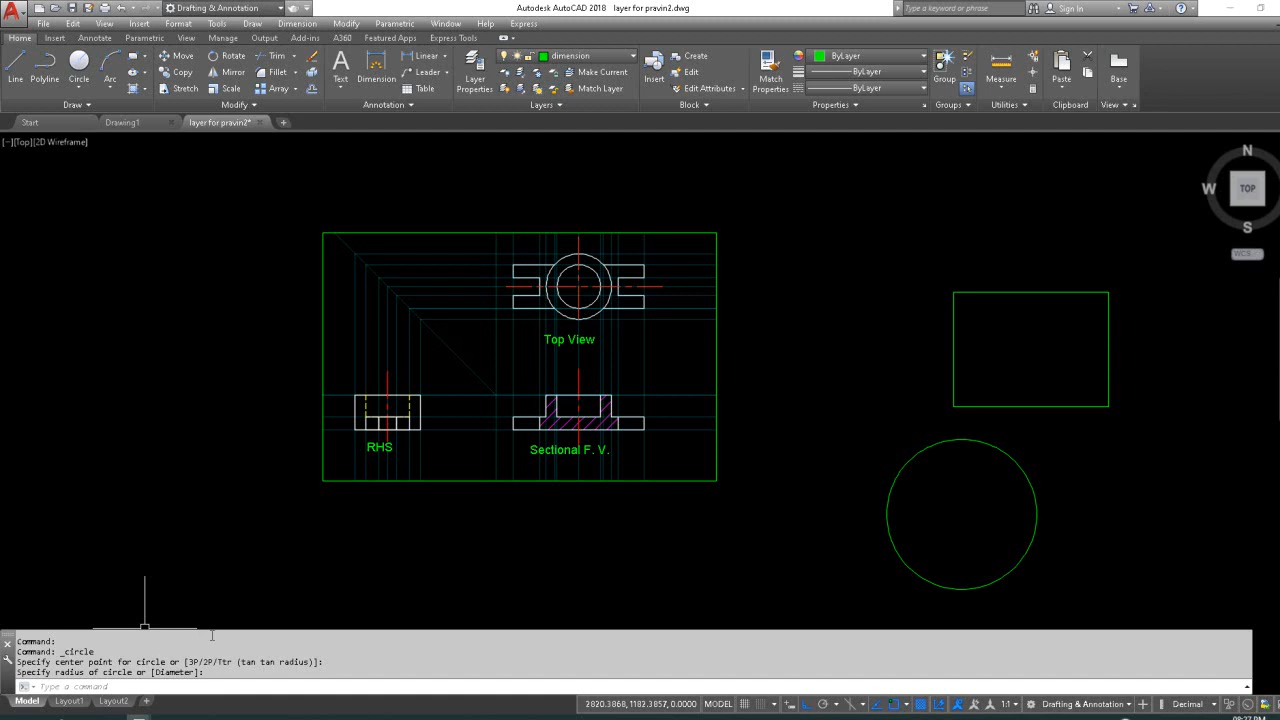 Drafting & Annotation
Autodesk AutoCAD 2018 layer for pravin2.dwg
Type a keyword or phrase
Sign In
File Edit View Insert Format Tools Draw Dimension Modify Parametric Window Help Express
Home Insert Annotate Parametric View Manage Output Add-ins A360 Featured Apps Express Tools
Line Polyline Circle Arc
Move Rotate Trim
Copy Mirror Fillet
Stretch Scale Array
Text Dimension
Linear
Leader
Table
Layer
Properties
dimension
Make Current
Match Layer
Insert
Create
Edit
Edit Attributes
Match
Properties
ByLayer
ByLayer
ByLayer
Group
Measure
Paste
Base
Draw Modify Annotation Layers Block Properties Groups Utilities Clipboard View
Start Drawing1 layer for pravin2*
[−][Top][2D Wireframe]
N
W TOP
S
WCS
Top View
RHS
Sectional F. V.
Command:
Command: _circle
Specify center point for circle or [3P/2P/Ttr (tan tan radius)]:
Specify radius of circle or [Diameter]:
Type a command
Model Layout1 Layout2 +
2820.3868, 1182.3857, 0.0000 MODEL 1:1 Drafting & Annotation Decimal